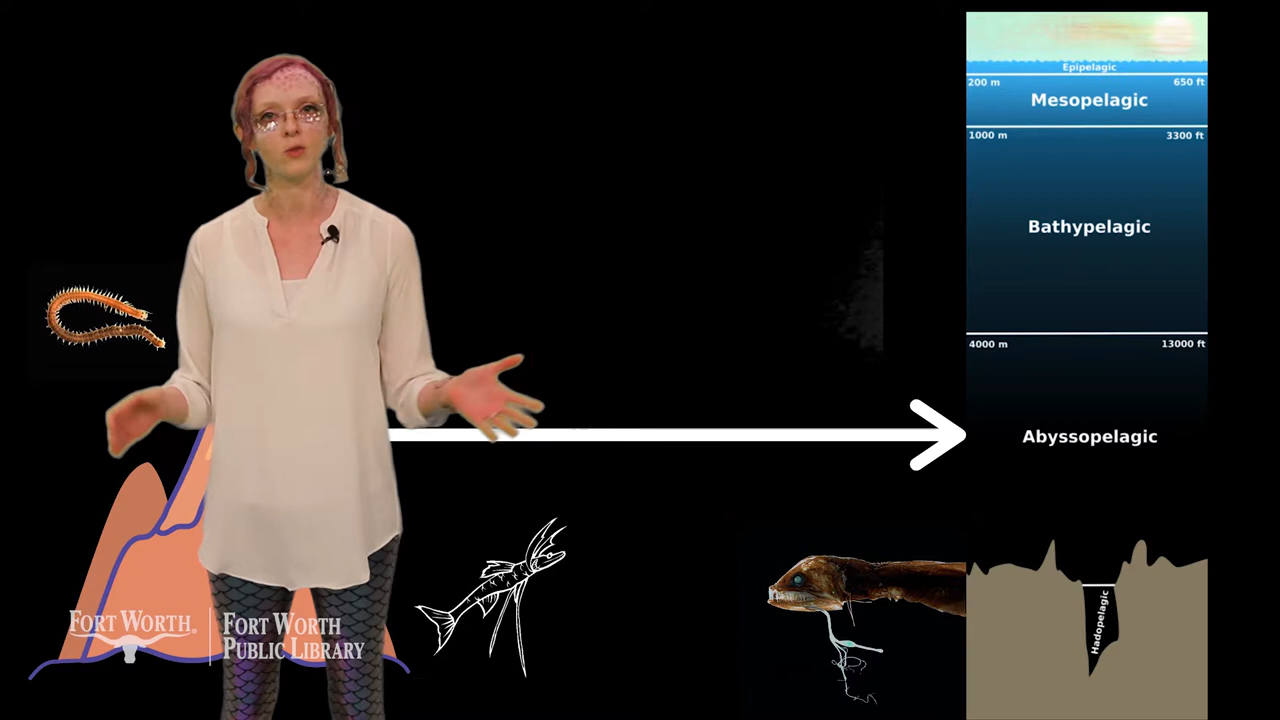 Epipelagic
200 m 650 ft
Mesopelagic
1000 m 3300 ft
Bathypelagic
4000 m 13000 ft
Abyssopelagic
Hadopelagic
FORT WORTH®
FORT WORTH
PUBLIC LIBRARY